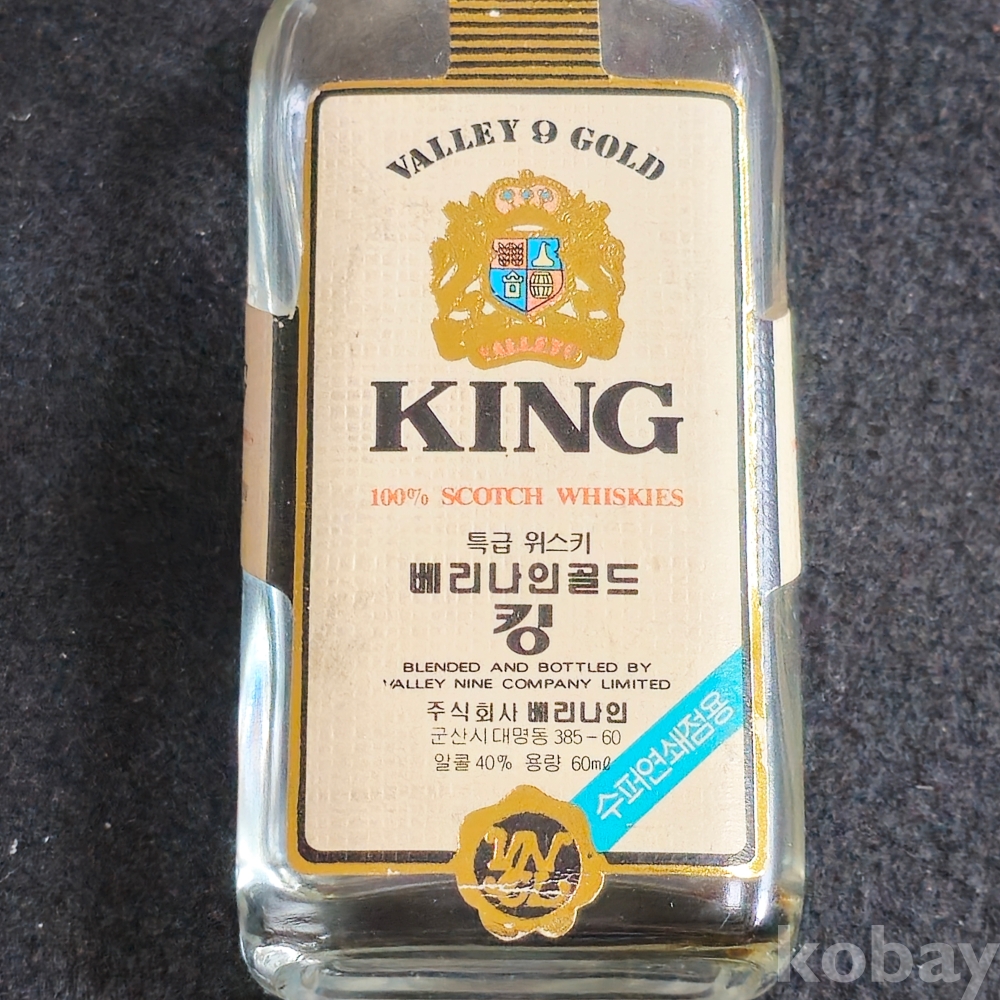 VALLEY 9 GOLD
VALLEY 9
KING
100% SCOTCH WHISKIES
특급 위스키
베리나인골드
킹
BLENDED AND BOTTLED BY
VALLEY NINE COMPANY LIMITED
주식회사 베리나인
군산시대명동 385-60
알콜 40% 용량 60mℓ
수퍼연쇄점용
kobay